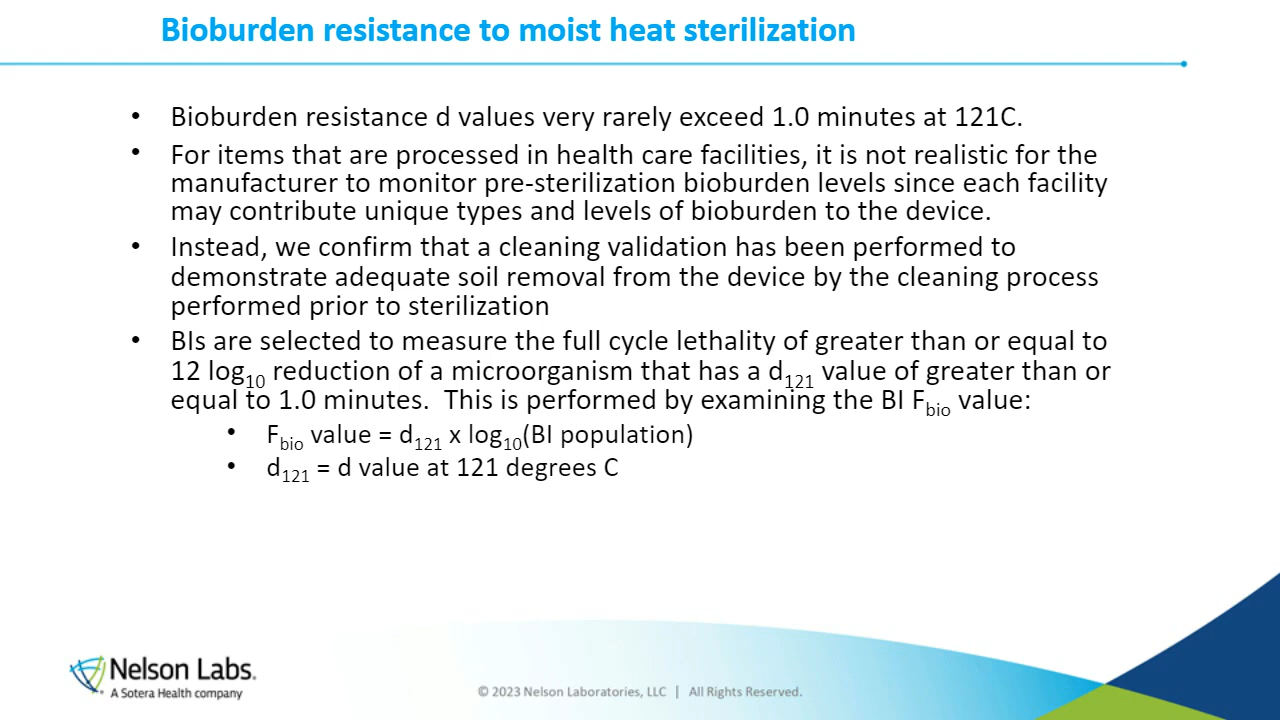 Bioburden resistance to moist heat sterilization
• Bioburden resistance d values very rarely exceed 1.0 minutes at 121C.
• For items that are processed in health care facilities, it is not realistic for the
manufacturer to monitor pre-sterilization bioburden levels since each facility
may contribute unique types and levels of bioburden to the device.
• Instead, we confirm that a cleaning validation has been performed to
demonstrate adequate soil removal from the device by the cleaning process
performed prior to sterilization
• BIs are selected to measure the full cycle lethality of greater than or equal to
12 log10 reduction of a microorganism that has a d121 value of greater than or
equal to 1.0 minutes.  This is performed by examining the BI Fbio value:
• Fbio value = d121 x log10(BI population)
• d121 = d value at 121 degrees C
Nelson Labs.
A Sotera Health company
© 2023 Nelson Laboratories, LLC | All Rights Reserved.